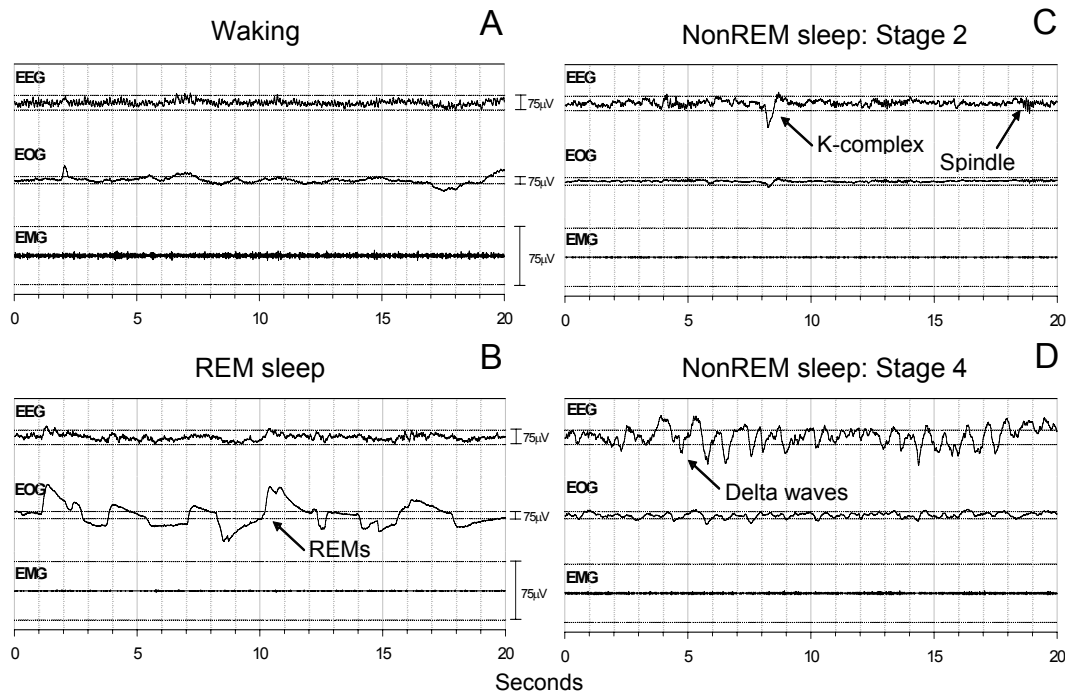 Waking
A
EEG
75µV
EOG
75µV
EMG
75µV
0 5 10 15 20
REM sleep
B
EEG
75µV
EOG
75µV
REMs
EMG
75µV
0 5 10 15 20
NonREM sleep: Stage 2
C
EEG
K-complex
Spindle
EOG
EMG
0 5 10 15 20
NonREM sleep: Stage 4
D
EEG
Delta waves
EOG
EMG
0 5 10 15 20
Seconds